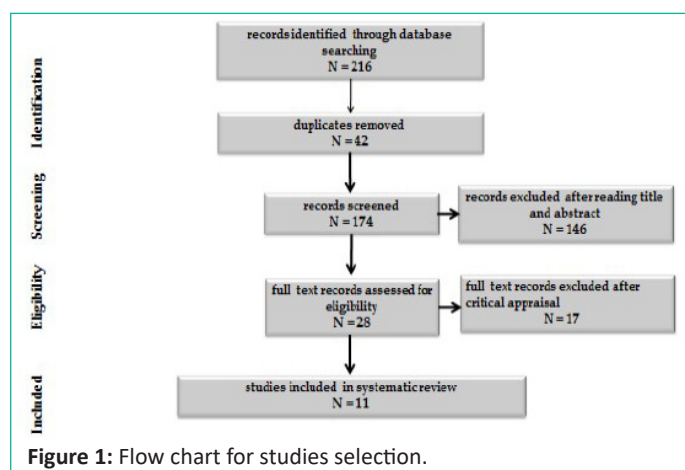 records identified through database
searching
N = 216
Identification
duplicates removed
N = 42
Screening
records screened
N = 174
records excluded after reading title
and abstract
N = 146
Eligibility
full text records assessed for
eligibility
N = 28
full text records excluded after
critical appraisal
N = 17
Included
studies included in systematic review
N = 11
Figure 1: Flow chart for studies selection.